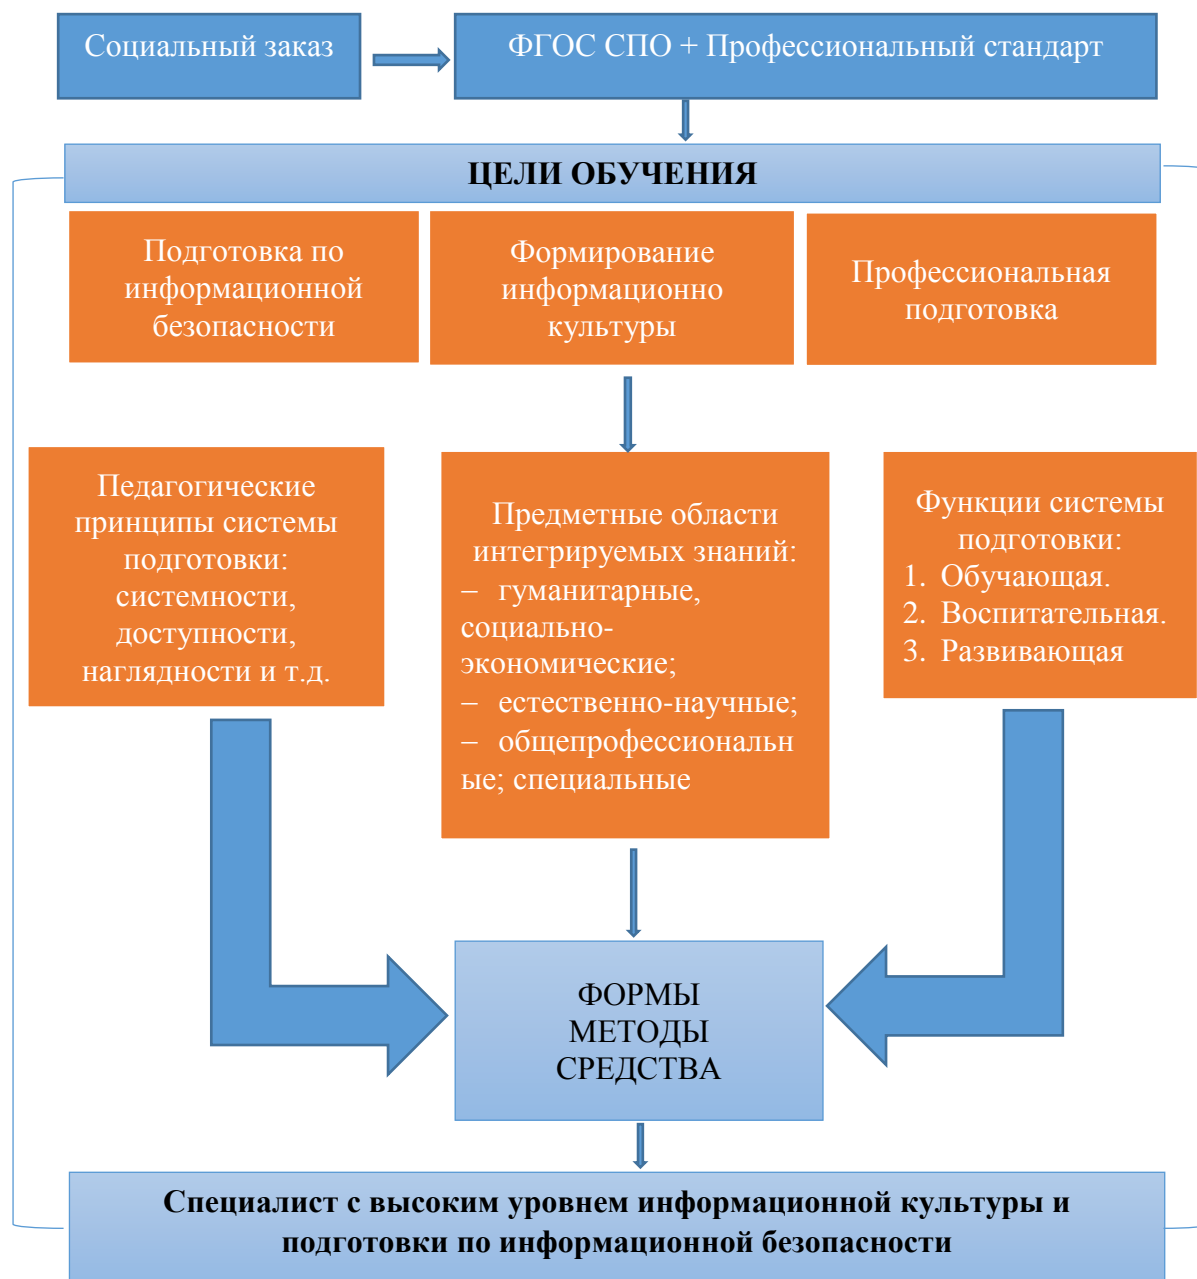 Социальный заказ
ФГОС СПО + Профессиональный стандарт
ЦЕЛИ ОБУЧЕНИЯ
Подготовка по
информационной
безопасности
Формирование
информационно
культуры
Профессиональная
подготовка
Педагогические
принципы системы
подготовки:
системности,
доступности,
наглядности и т.д.
Предметные области
интегрируемых знаний:
– гуманитарные,
социально-
экономические;
– естественно-научные;
– общепрофессиональн
ые; специальные
Функции системы
подготовки:
1. Обучающая.
2. Воспитательная.
3. Развивающая
ФОРМЫ
МЕТОДЫ
СРЕДСТВА
Специалист с высоким уровнем информационной культуры и
подготовки по информационной безопасности